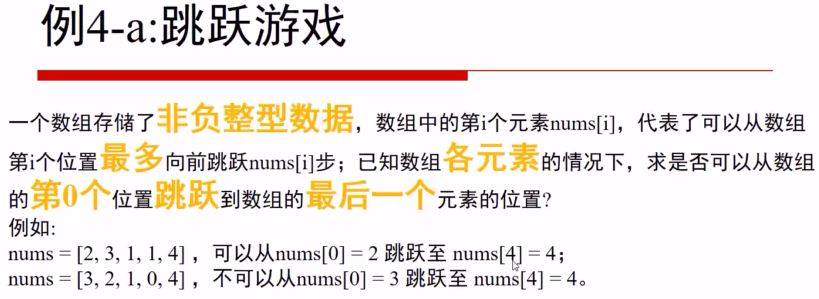 例4-a:跳跃游戏
一个数组存储了非负整型数据，数组中的第i个元素nums[i]，代表了可以从数组
第i个位置最多向前跳跃nums[i]步；已知数组各元素的情况下，求是否可以从数组
的第0个位置跳跃到数组的最后一个元素的位置?
例如:
nums = [2, 3, 1, 1, 4] ，可以从nums[0] = 2 跳跃至 nums[4] = 4；
nums = [3, 2, 1, 0, 4] ，不可以从nums[0] = 3 跳跃至 nums[4] = 4。